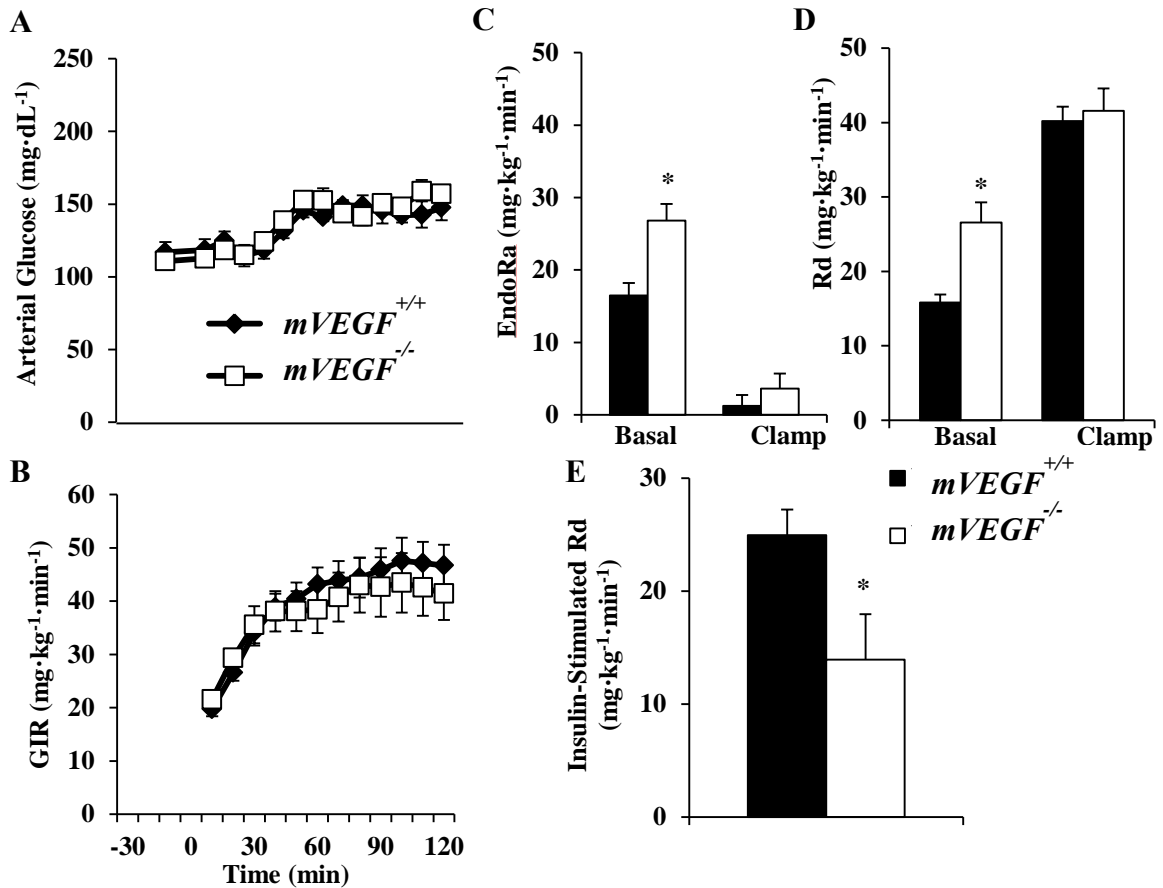 A
Arterial Glucose (mg·dL-1)
250
200
150
100
50
0
mVEGF+/+
mVEGF-/-
B
GIR (mg·kg-1·min-1)
60
50
40
30
20
10
0
-30 0 30 60 90 120
Time (min)
C
EndoRa (mg·kg-1·min-1)
50
40
30
20
10
0
*
Basal Clamp
D
Rd (mg·kg-1·min-1)
50
40
30
20
10
0
*
Basal Clamp
E
Insulin-Stimulated Rd
(mg·kg-1·min-1)
30
20
10
0
*
mVEGF+/+
mVEGF-/-